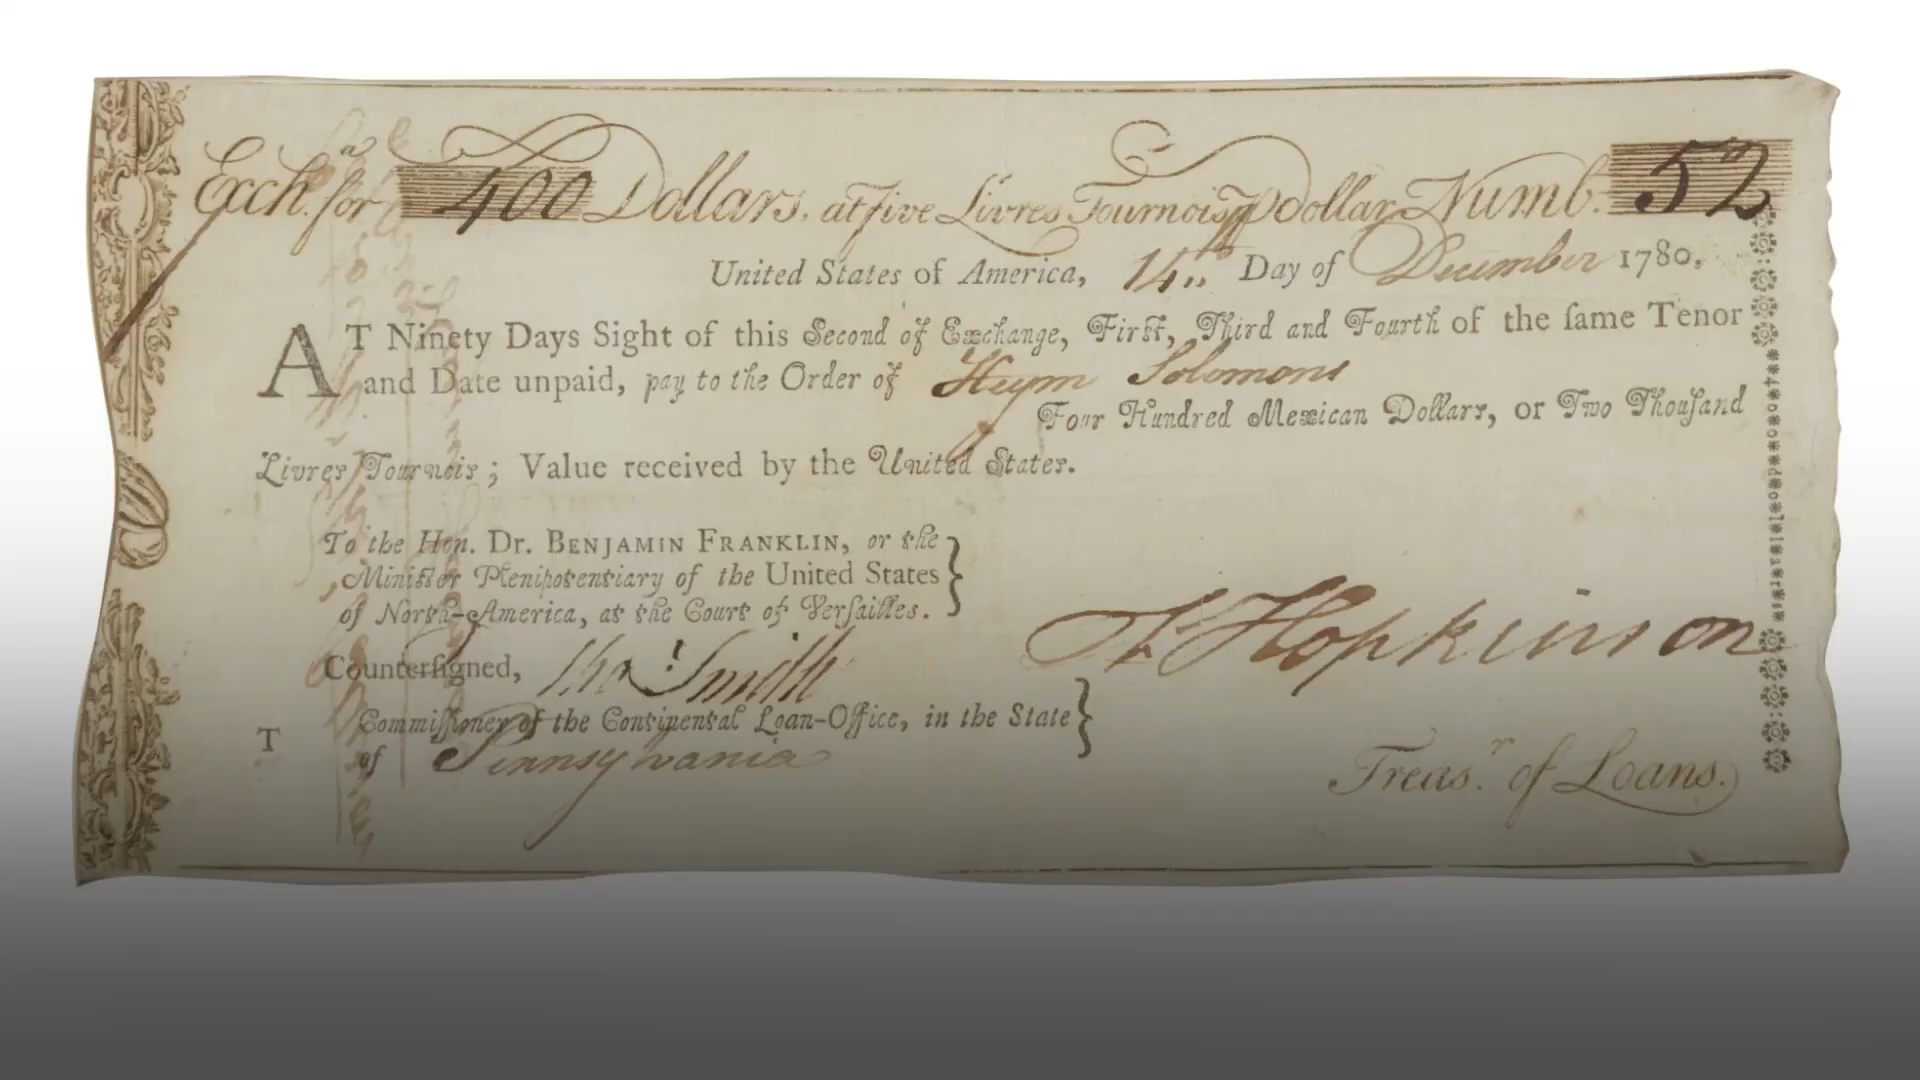 Exchᵃ. for 400 Dollars, at five Livres Tournois ℔ Dollar, Numb. 52
United States of America, 14th Day of December 1780.
AT Ninety Days Sight of this Second of Exchange, Firſt, Third and Fourth of the ſame Tenor
and Date unpaid, pay to the Order of Heym Solomons
Four Hundred Mexican Dollars, or Two Thouſand
Livres Tournois; Value received by the United States.
To the Hon. Dr. BENJAMIN FRANKLIN, or the
Miniſter Plenipotentiary of the United States
of North-America, at the Court of Verſailles.
F Hopkinson
Counterſigned, Tho! Smith
Commiſſioner of the Continental Loan-Office, in the State
of Pennsylvania
T
Treasʳ. of Loans.
*4*o*o*D*o*l*l*a*r*s*